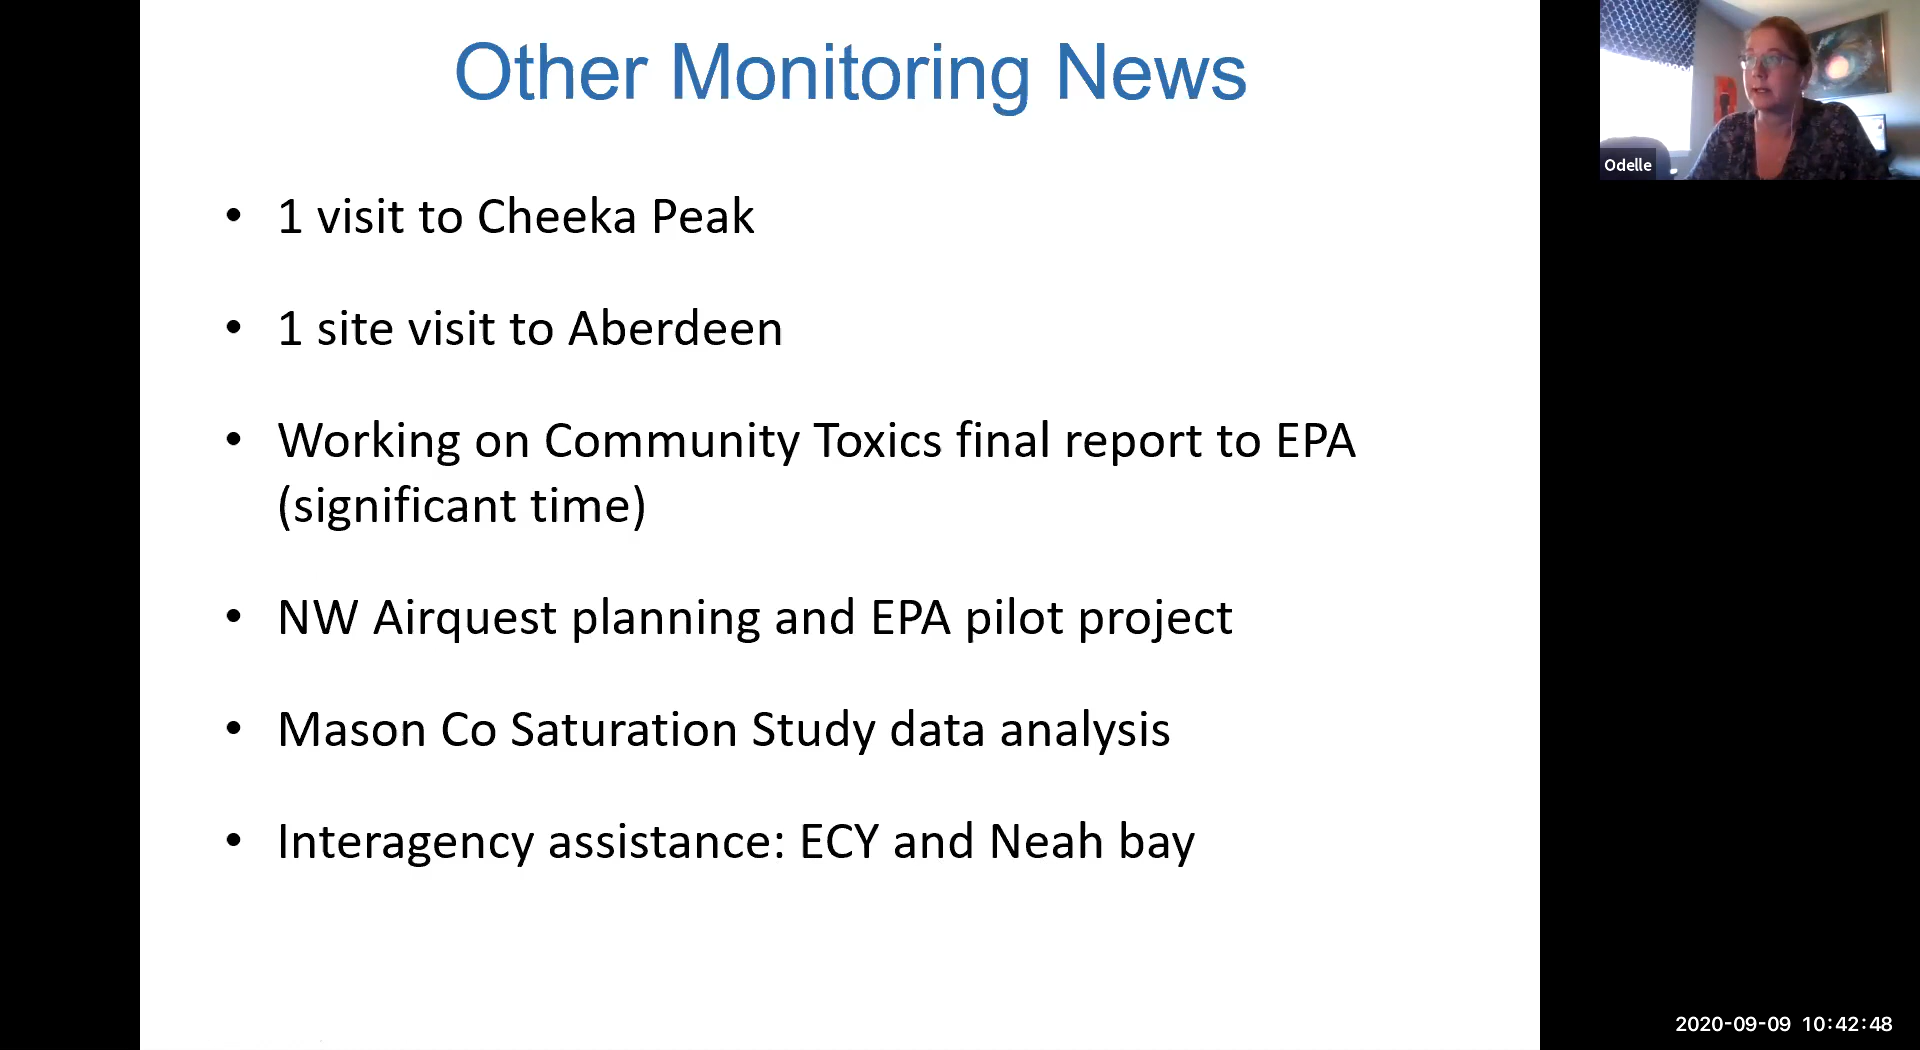 Other Monitoring News
• 1 visit to Cheeka Peak
• 1 site visit to Aberdeen
• Working on Community Toxics final report to EPA
(significant time)
• NW Airquest planning and EPA pilot project
• Mason Co Saturation Study data analysis
• Interagency assistance: ECY and Neah bay
Odelle
2020-09-09 10:42:48